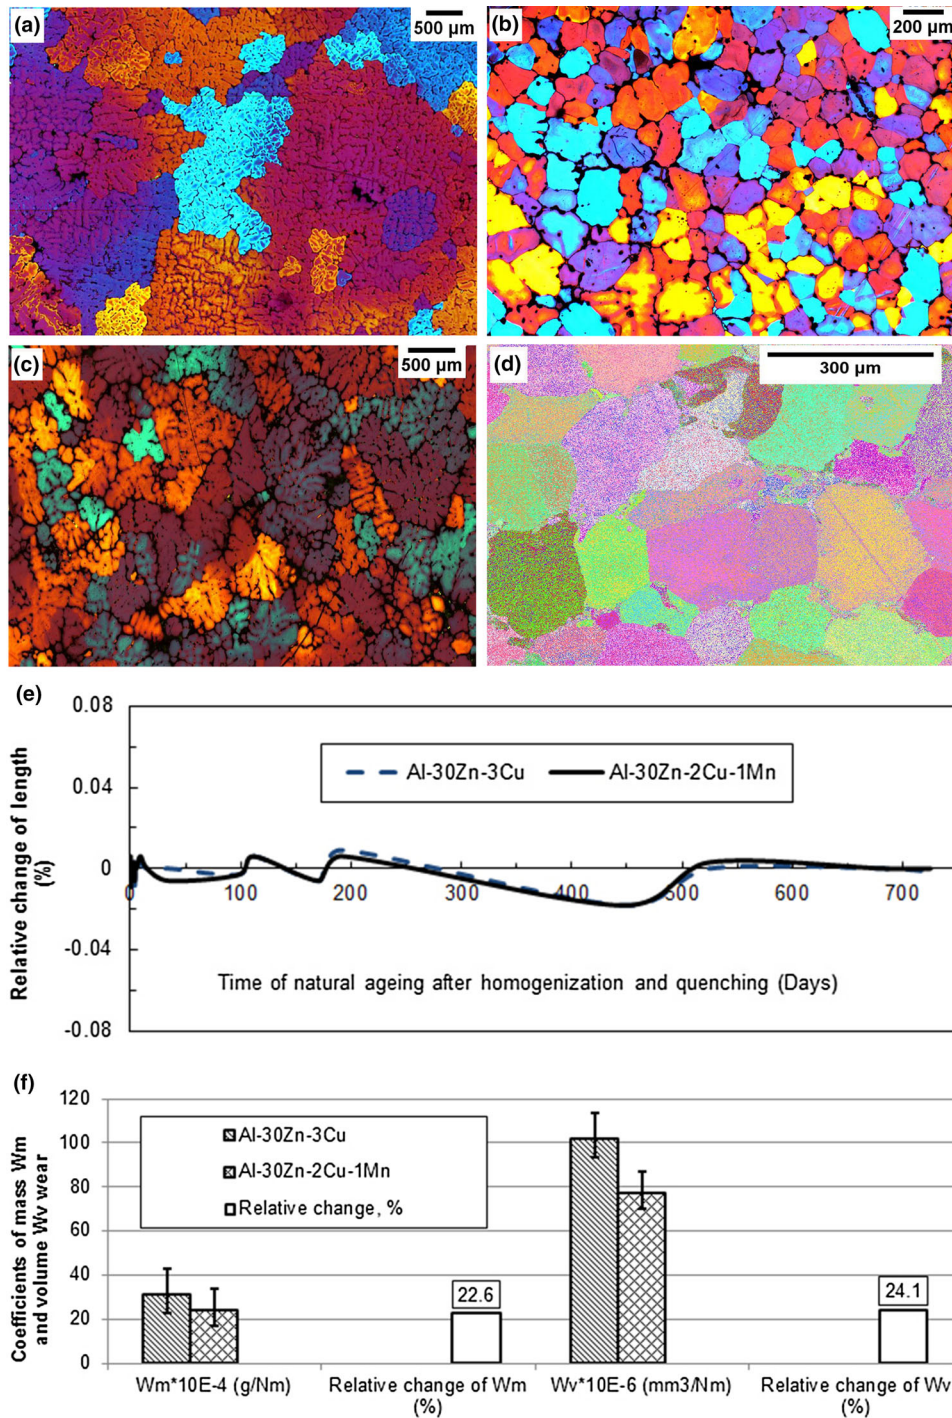 (a)
500 µm
(b)
200 µm
(c)
500 µm
(d)
300 µm
(e)
Relative change of length
(%)
0.08
0.04
0
-0.04
-0.08
Al-30Zn-3Cu
Al-30Zn-2Cu-1Mn
0
100
200
300
400
500
600
700
Time of natural ageing after homogenization and quenching (Days)
(f)
Coefficients of mass Wm
and volume Wv wear
120
100
80
60
40
20
0
Al-30Zn-3Cu
Al-30Zn-2Cu-1Mn
Relative change, %
22.6
24.1
Wm*10E-4 (g/Nm)
Relative change of Wm
(%)
Wv*10E-6 (mm3/Nm)
Relative change of Wv
(%)